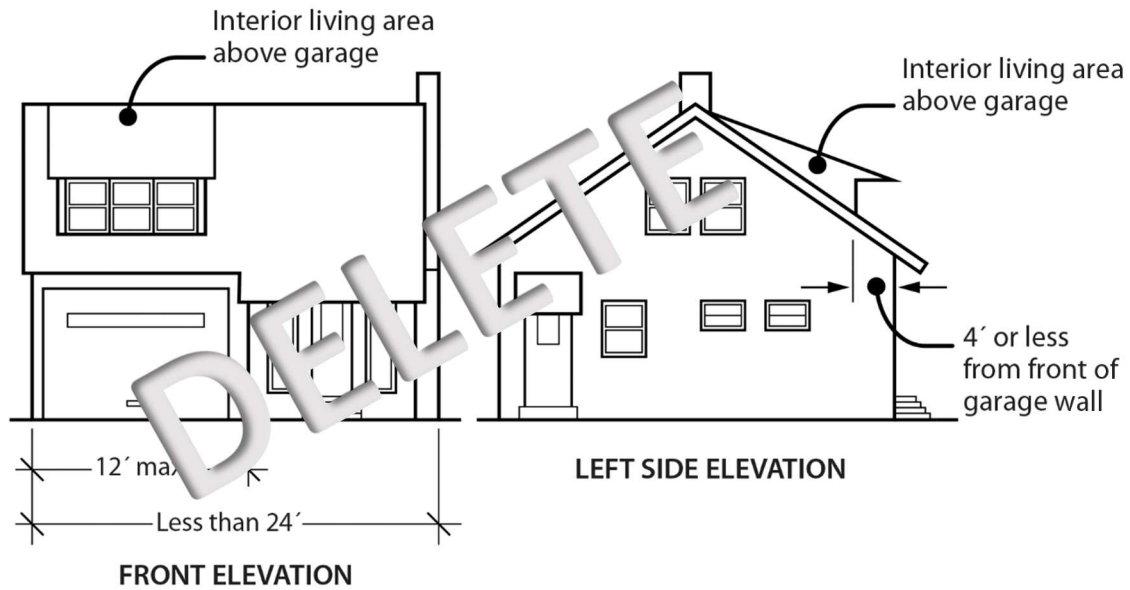 Interior living area
above garage
Interior living area
above garage
DELETE
4´ or less
from front of
garage wall
12´ max
Less than 24´
LEFT SIDE ELEVATION
FRONT ELEVATION